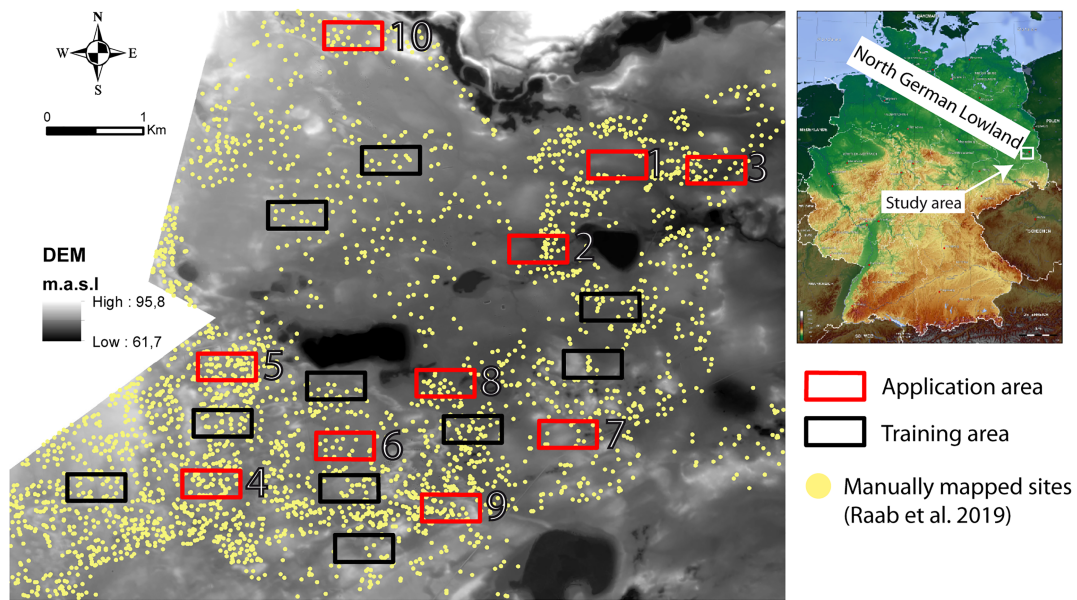 N
W
E
S
0
1
Km
10
1
3
2
DEM
m.a.s.l
High : 95,8
Low : 61,7
5
8
6
7
4
9
North German Lowland
Study area
Application area
Training area
Manually mapped sites
(Raab et al. 2019)